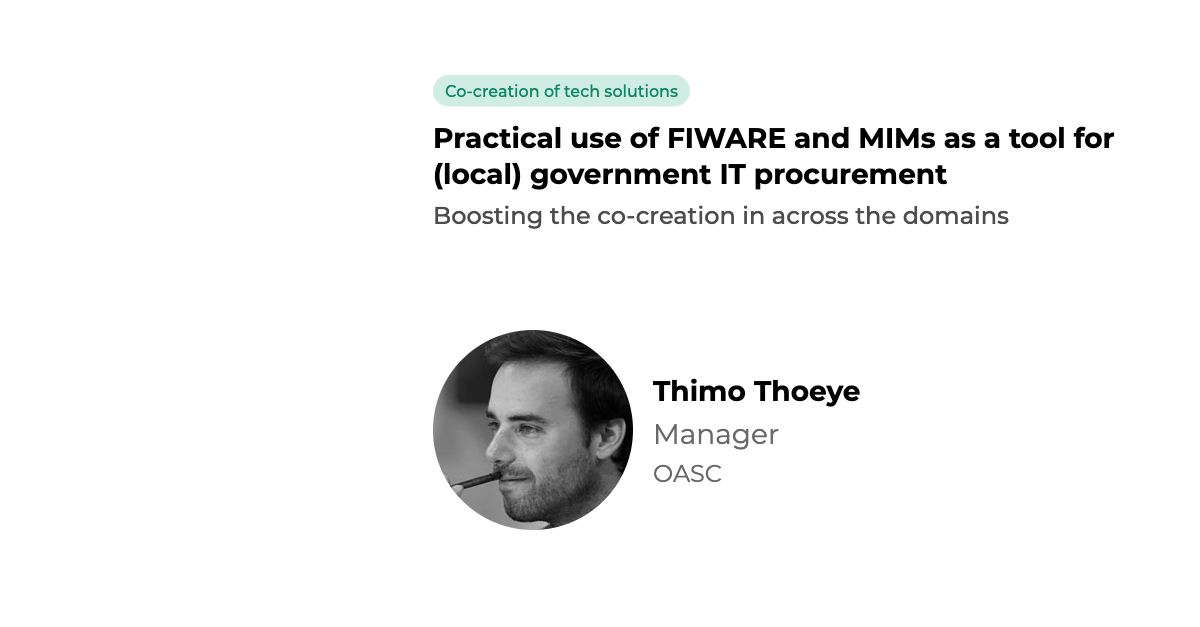 Co-creation of tech solutions
Practical use of FIWARE and MIMs as a tool for
(local) government IT procurement
Boosting the co-creation in across the domains
Thimo Thoeye
Manager
OASC